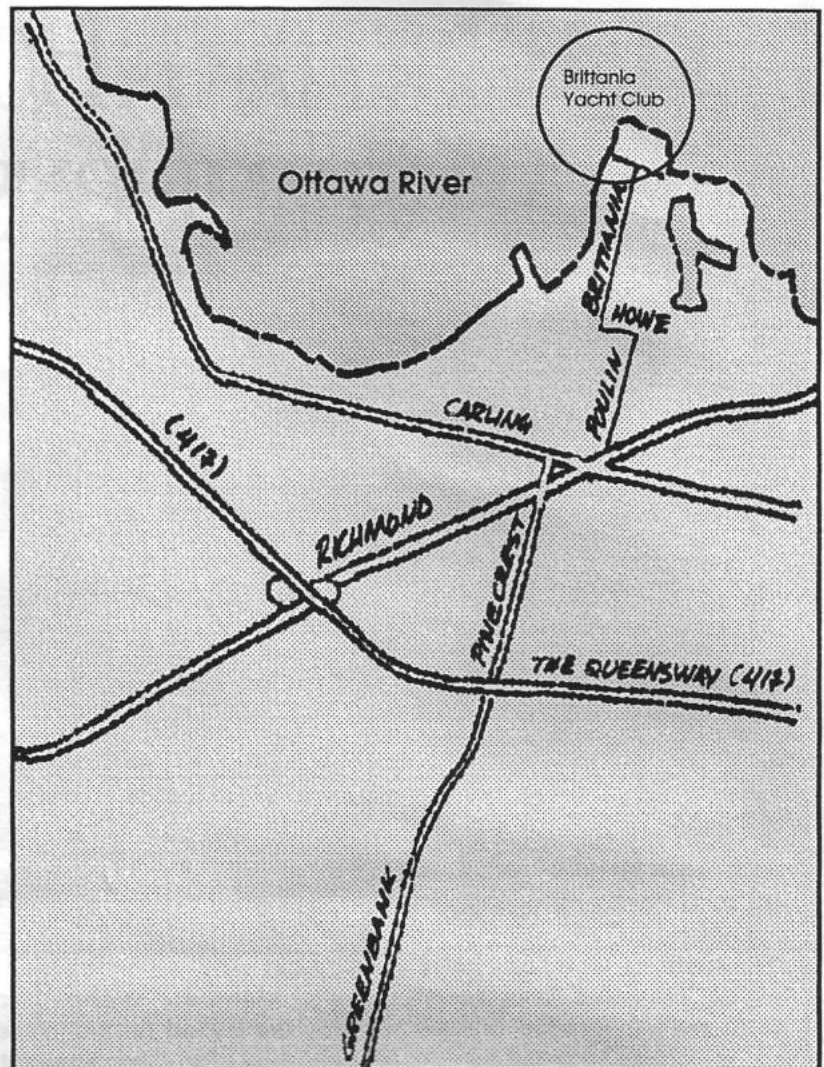 Brittania
Yacht Club
Ottawa River
BRITTANIA
HOWE
POULIN
CARLING
(417)
RICHMOND
PINECREST
THE QUEENSWAY (417)
GREENBANK